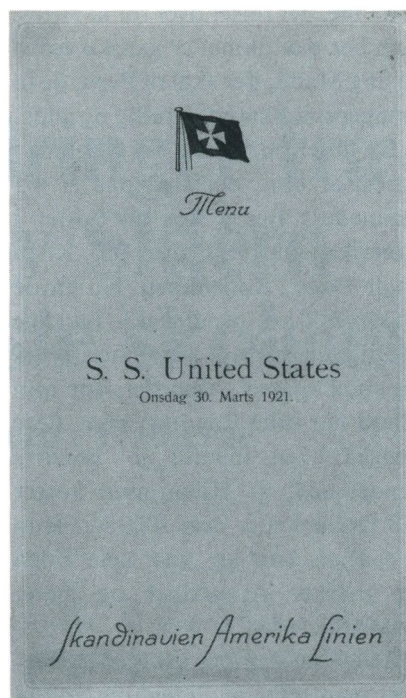 Menu
S. S. United States
Onsdag 30. Marts 1921.
Skandinavien Amerika Linien